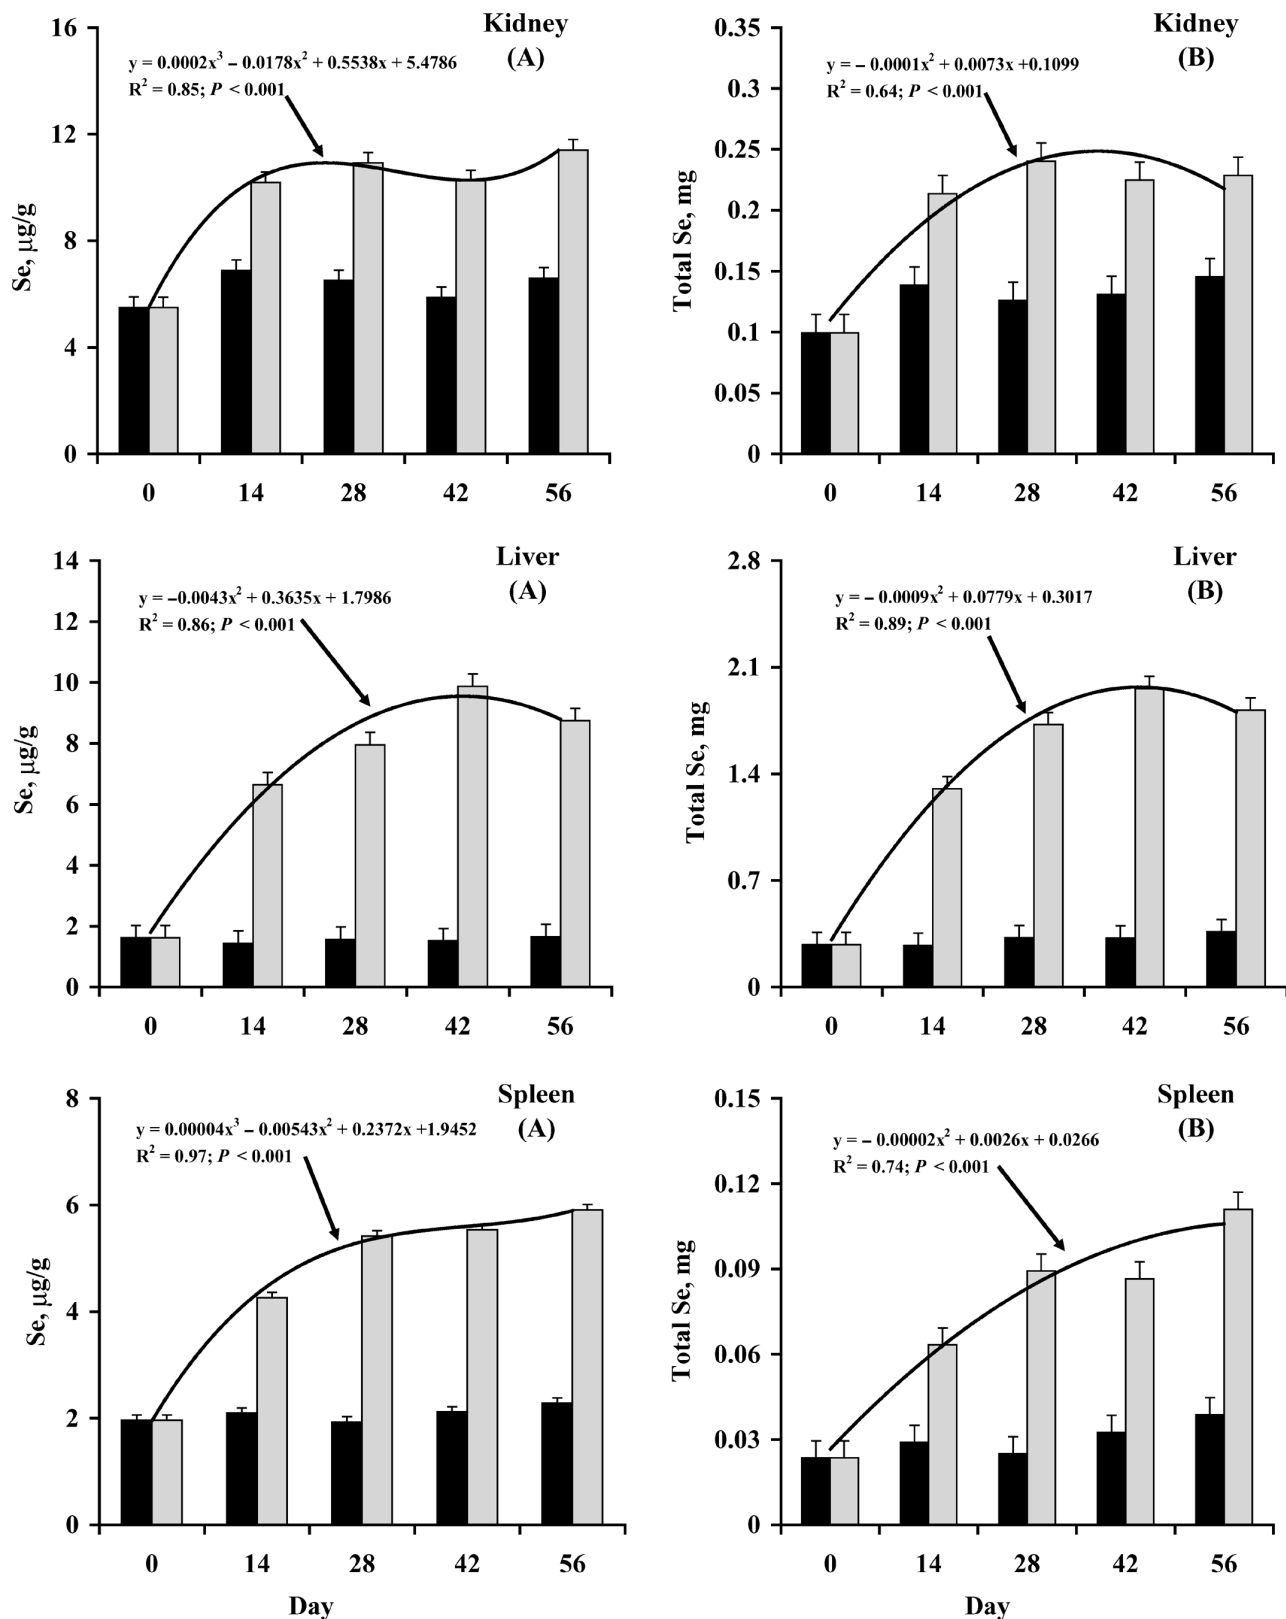 Kidney
(A)
y = 0.0002x³ – 0.0178x² + 0.5538x + 5.4786
R² = 0.85; P < 0.001
Se, μg/g
16
12
8
4
0
0 14 28 42 56
Kidney
(B)
y = – 0.0001x² + 0.0073x +0.1099
R² = 0.64; P < 0.001
Total Se, mg
0.35
0.3
0.25
0.2
0.15
0.1
0.05
0
0 14 28 42 56
Liver
(A)
y = –0.0043x² + 0.3635x + 1.7986
R² = 0.86; P < 0.001
Se, μg/g
14
12
10
8
6
4
2
0
0 14 28 42 56
Liver
(B)
y = – 0.0009x² + 0.0779x + 0.3017
R² = 0.89; P < 0.001
Total Se, mg
2.8
2.1
1.4
0.7
0
0 14 28 42 56
Spleen
(A)
y = 0.00004x³ – 0.00543x² + 0.2372x +1.9452
R² = 0.97; P < 0.001
Se, μg/g
8
6
4
2
0
0 14 28 42 56
Day
Spleen
(B)
y = – 0.00002x² + 0.0026x + 0.0266
R² = 0.74; P < 0.001
Total Se, mg
0.15
0.12
0.09
0.06
0.03
0
0 14 28 42 56
Day